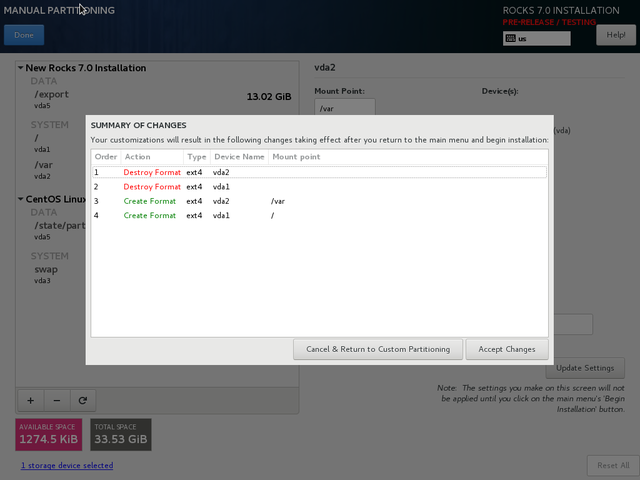 MANUAL PARTITIONING
ROCKS 7.0 INSTALLATION
PRE-RELEASE / TESTING
Done
us
Help!
New Rocks 7.0 Installation
DATA
/export
13.02 GiB
vda5
SYSTEM
/
vda1
/var
vda2
CentOS Linux
DATA
/state/part
vda5
SYSTEM
swap
vda3
vda2
Mount Point:
Device(s):
/var
(vda)
SUMMARY OF CHANGES
Your customizations will result in the following changes taking effect after you return to the main menu and begin installation:
Order Action Type Device Name Mount point
1 Destroy Format ext4 vda2
2 Destroy Format ext4 vda1
3 Create Format ext4 vda2 /var
4 Create Format ext4 vda1 /
Cancel & Return to Custom Partitioning
Accept Changes
Update Settings
Note: The settings you make on this screen will not
be applied until you click on the main menu's 'Begin
Installation' button.
+ −
AVAILABLE SPACE
1274.5 KiB
TOTAL SPACE
33.53 GiB
1 storage device selected
Reset All